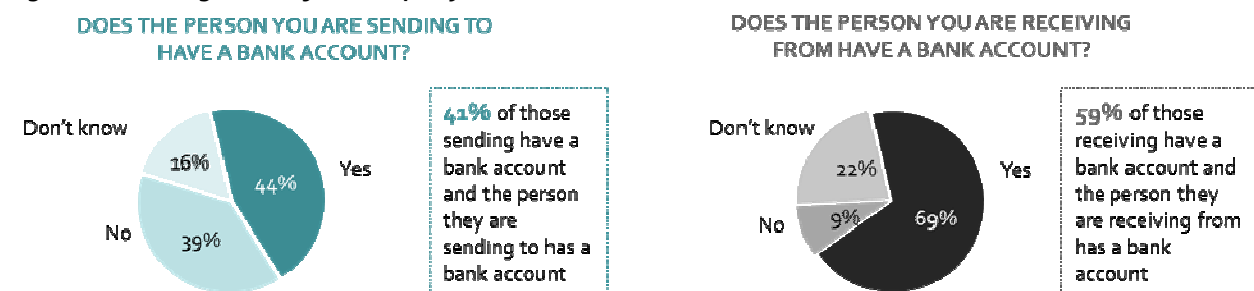 DOES THE PERSON YOU ARE SENDING TO
HAVE A BANK ACCOUNT?
Don't know
16%
44%
Yes
No
39%
41% of those
sending have a
bank account
and the person
they are
sending to has a
bank account
DOES THE PERSON YOU ARE RECEIVING
FROM HAVE A BANK ACCOUNT?
Don't know
22%
Yes
No
9%
69%
59% of those
receiving have a
bank account and
the person they
are receiving from
has a bank
account